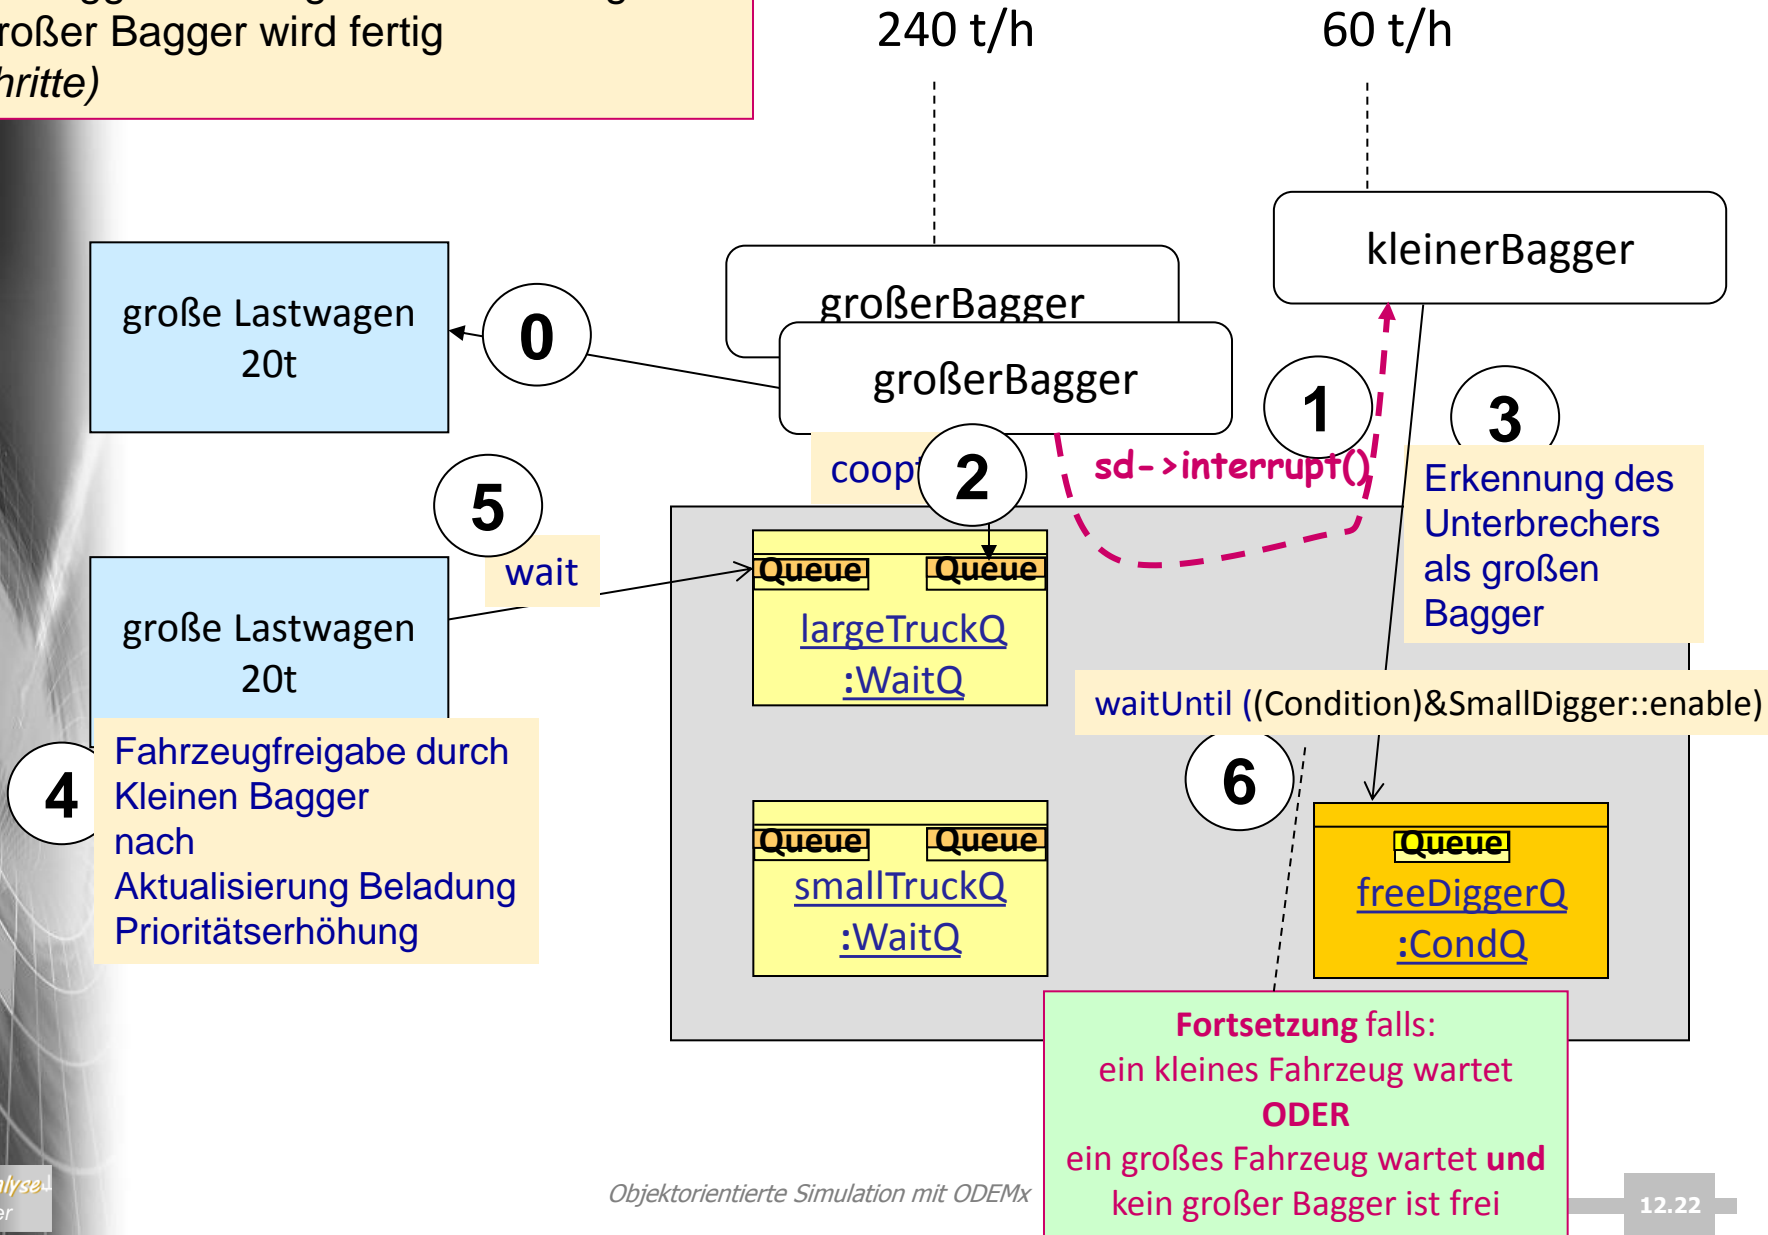 roßer Bagger wird fertig
hritte)
240 t/h
60 t/h
kleinerBagger
großerBagger
großerBagger
große Lastwagen
20t
0
1
3
2
coop
sd->interrupt()
Erkennung des
Unterbrechers
als großen
Bagger
5
wait
Queue
Queue
largeTruckQ
:WaitQ
große Lastwagen
20t
waitUntil ((Condition)&SmallDigger::enable)
4
Fahrzeugfreigabe durch
Kleinen Bagger
nach
Aktualisierung Beladung
Prioritätserhöhung
6
Queue
Queue
smallTruckQ
:WaitQ
Queue
freeDiggerQ
:CondQ
Fortsetzung falls:
ein kleines Fahrzeug wartet
ODER
ein großes Fahrzeug wartet und
kein großer Bagger ist frei
lyse
er
Objektorientierte Simulation mit ODEMx
12.22